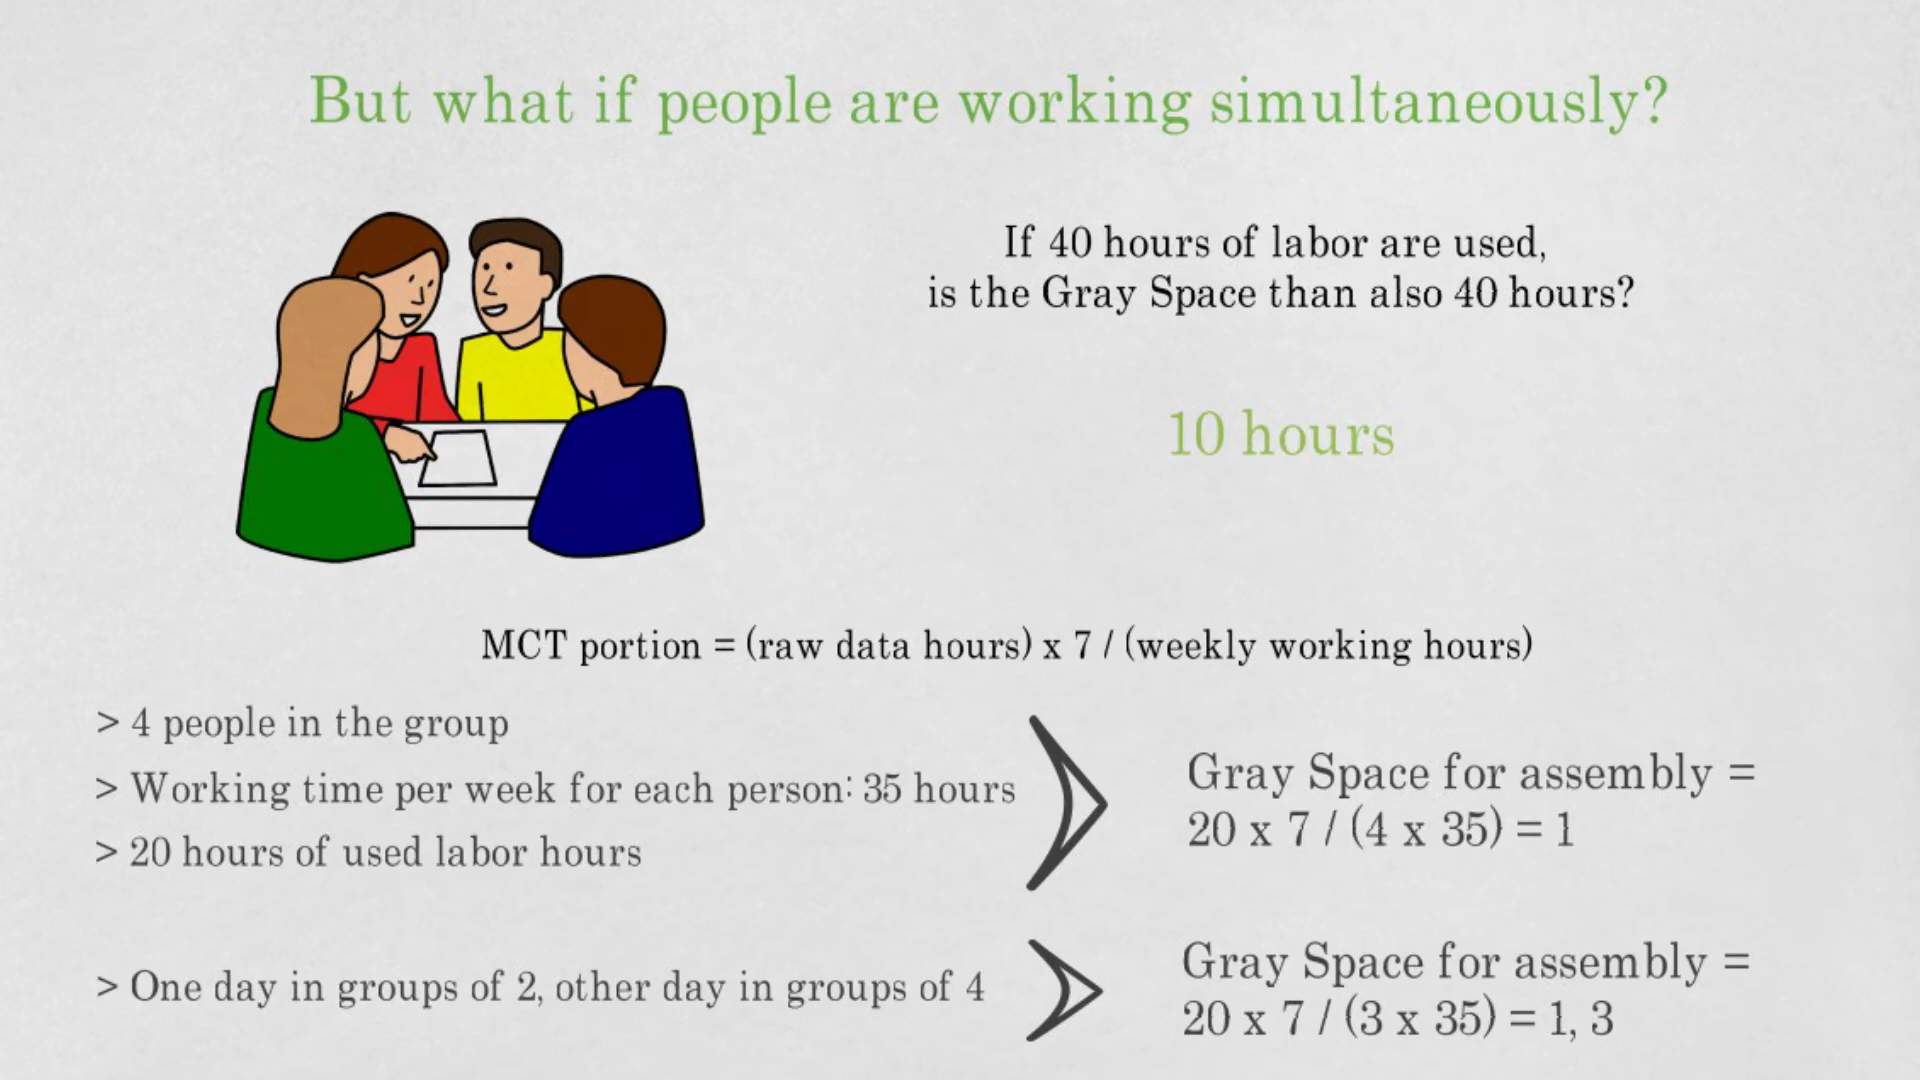 But what if people are working simultaneously?
If 40 hours of labor are used,
is the Gray Space than also 40 hours?
10 hours
MCT portion = (raw data hours) x 7 / (weekly working hours)
> 4 people in the group
> Working time per week for each person: 35 hours
> 20 hours of used labor hours
Gray Space for assembly =
20 x 7 / (4 x 35) = 1
> One day in groups of 2, other day in groups of 4
Gray Space for assembly =
20 x 7 / (3 x 35) = 1, 3